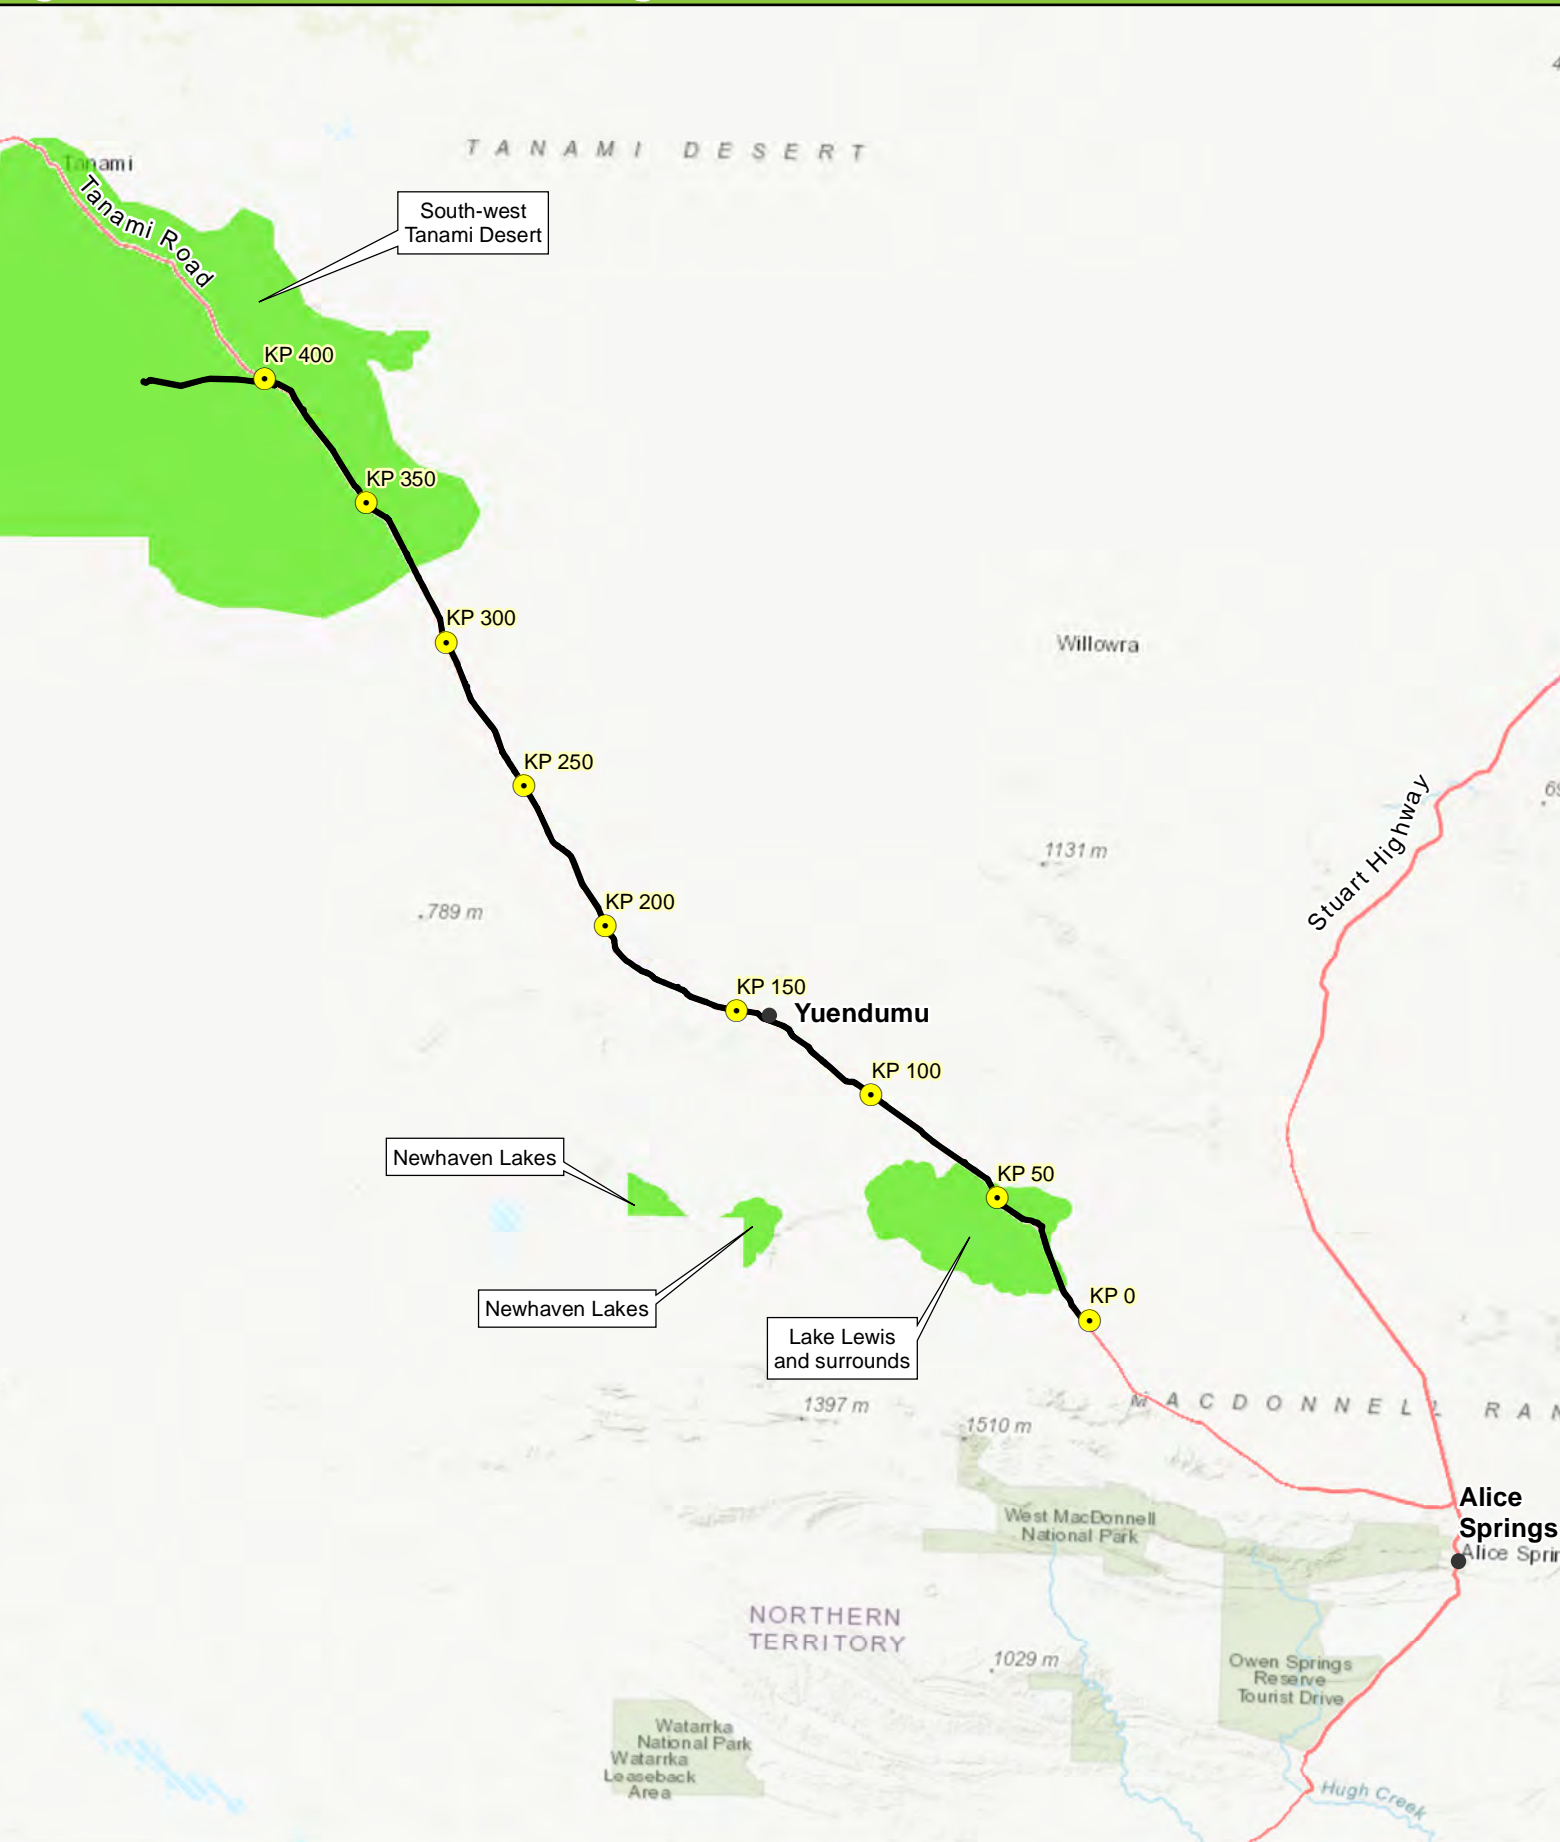 TANAMI DESERT
Tanami
Tanami Road
South-west
Tanami Desert
KP 400
KP 350
KP 300
Willowra
KP 250
Stuart Highway
1131 m
KP 200
789 m
KP 150
Yuendumu
KP 100
Newhaven Lakes
KP 50
Newhaven Lakes
KP 0
Lake Lewis
and surrounds
1397 m
MACDONNELL RAN
1510 m
Alice
Springs
Alice Sprin
West MacDonnell
National Park
NORTHERN
TERRITORY
1029 m
Owen Springs
Reserve
Tourist Drive
Watarrka
National Park
Watarrka
Leaseback
Area
Hugh Creek